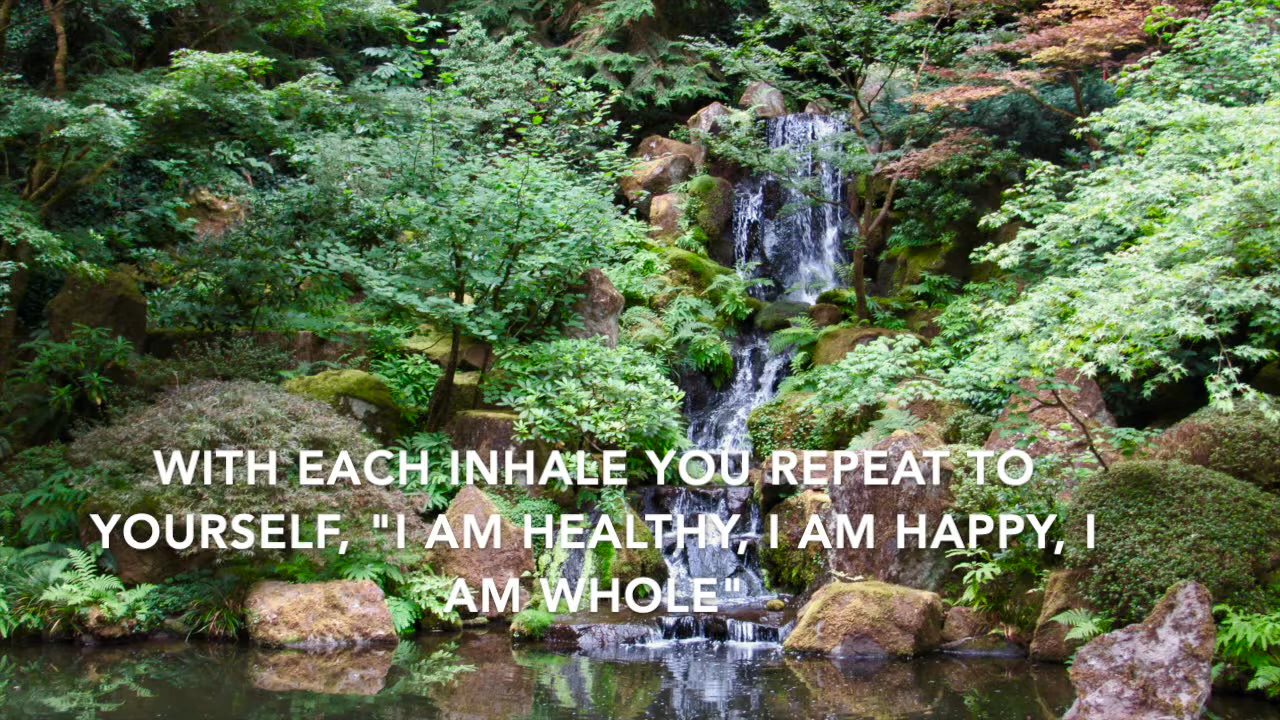 WITH EACH INHALE YOU REPEAT TO
YOURSELF, "I AM HEALTHY, I AM HAPPY, I
AM WHOLE"